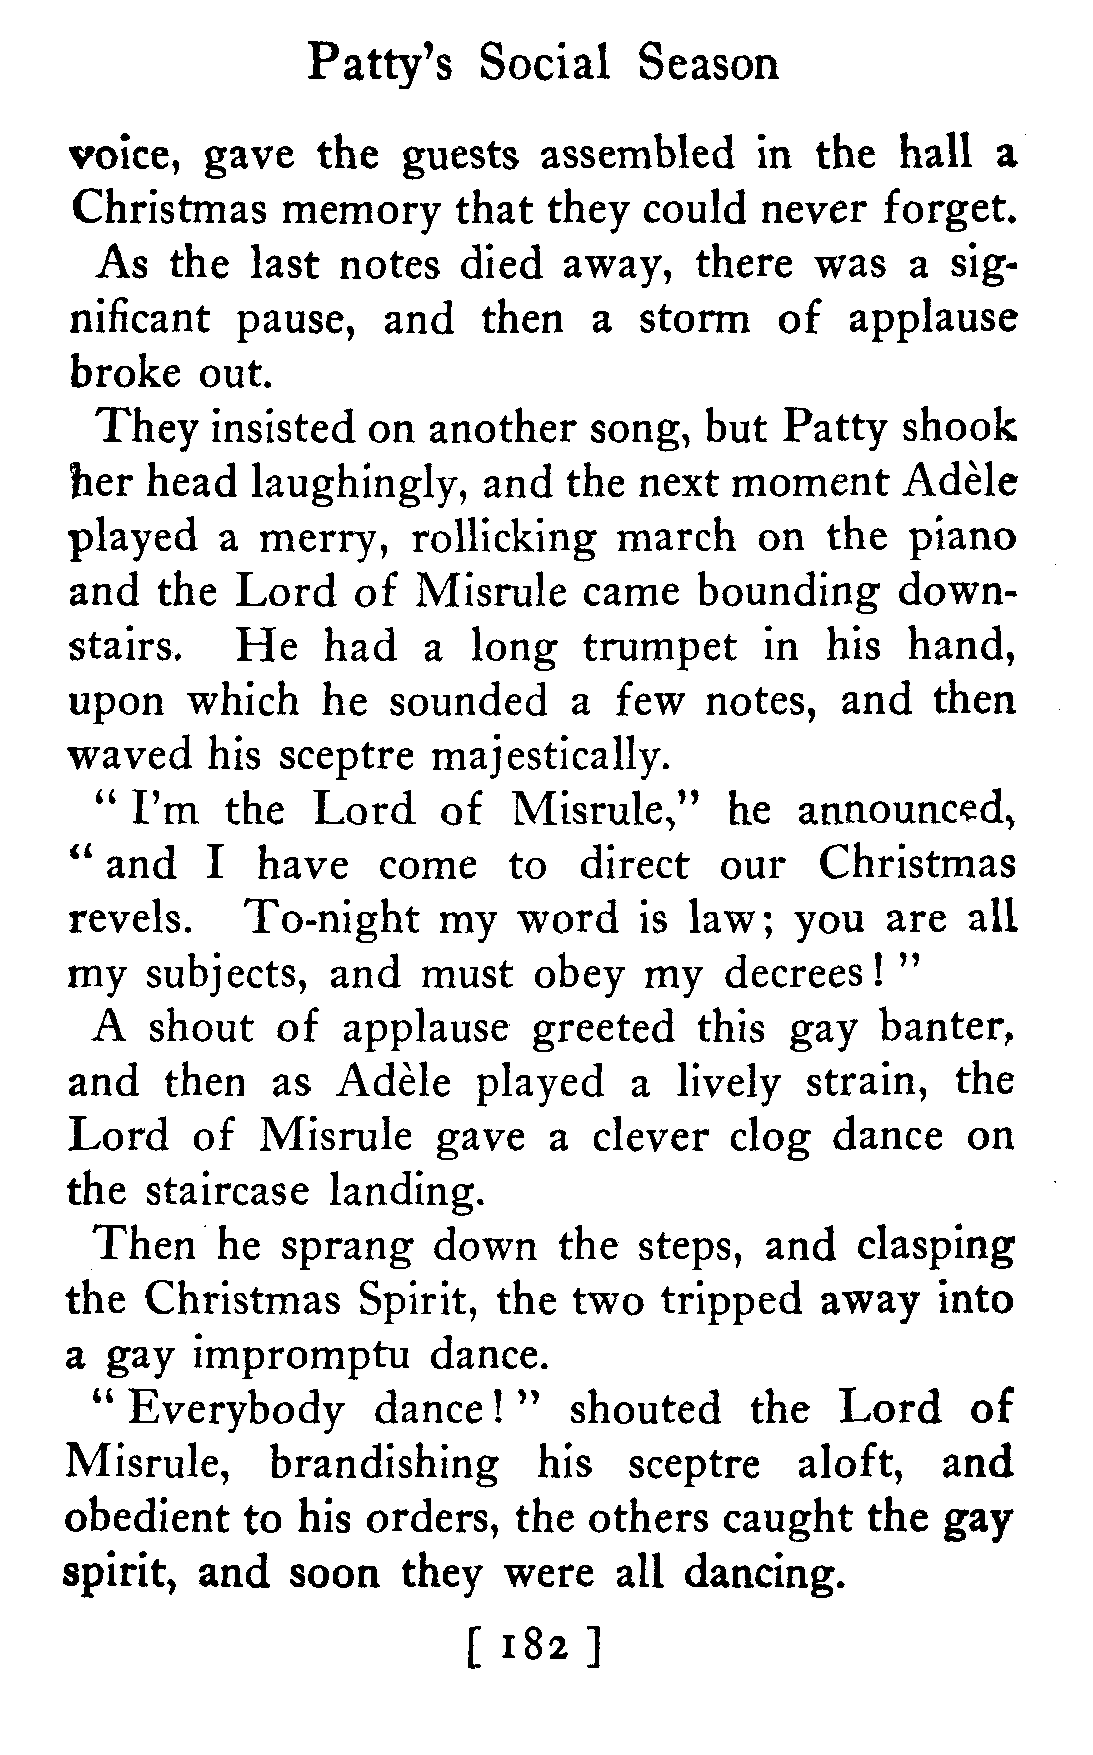 Patty's Social Season
voice, gave the guests assembled in the hall a
Christmas memory that they could never forget.
As the last notes died away, there was a sig-
nificant pause, and then a storm of applause
broke out.
They insisted on another song, but Patty shook
her head laughingly, and the next moment Adèle
played a merry, rollicking march on the piano
and the Lord of Misrule came bounding down-
stairs. He had a long trumpet in his hand,
upon which he sounded a few notes, and then
waved his sceptre majestically.
" I'm the Lord of Misrule," he announced,
" and I have come to direct our Christmas
revels. To-night my word is law; you are all
my subjects, and must obey my decrees! "
A shout of applause greeted this gay banter,
and then as Adèle played a lively strain, the
Lord of Misrule gave a clever clog dance on
the staircase landing.
Then he sprang down the steps, and clasping
the Christmas Spirit, the two tripped away into
a gay impromptu dance.
" Everybody dance! " shouted the Lord of
Misrule, brandishing his sceptre aloft, and
obedient to his orders, the others caught the gay
spirit, and soon they were all dancing.
[ 182 ]